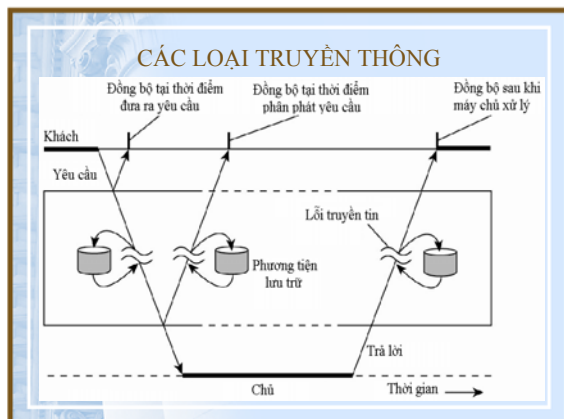 CÁC LOẠI TRUYỀN THÔNG
Đồng bộ tại thời điểm
đưa ra yêu cầu
Đồng bộ tại thời điểm
phân phát yêu cầu
Đồng bộ sau khi
máy chủ xử lý
Khách
Yêu cầu
Lỗi truyền tin
Phương tiện
lưu trữ
Trả lời
Chủ
Thời gian